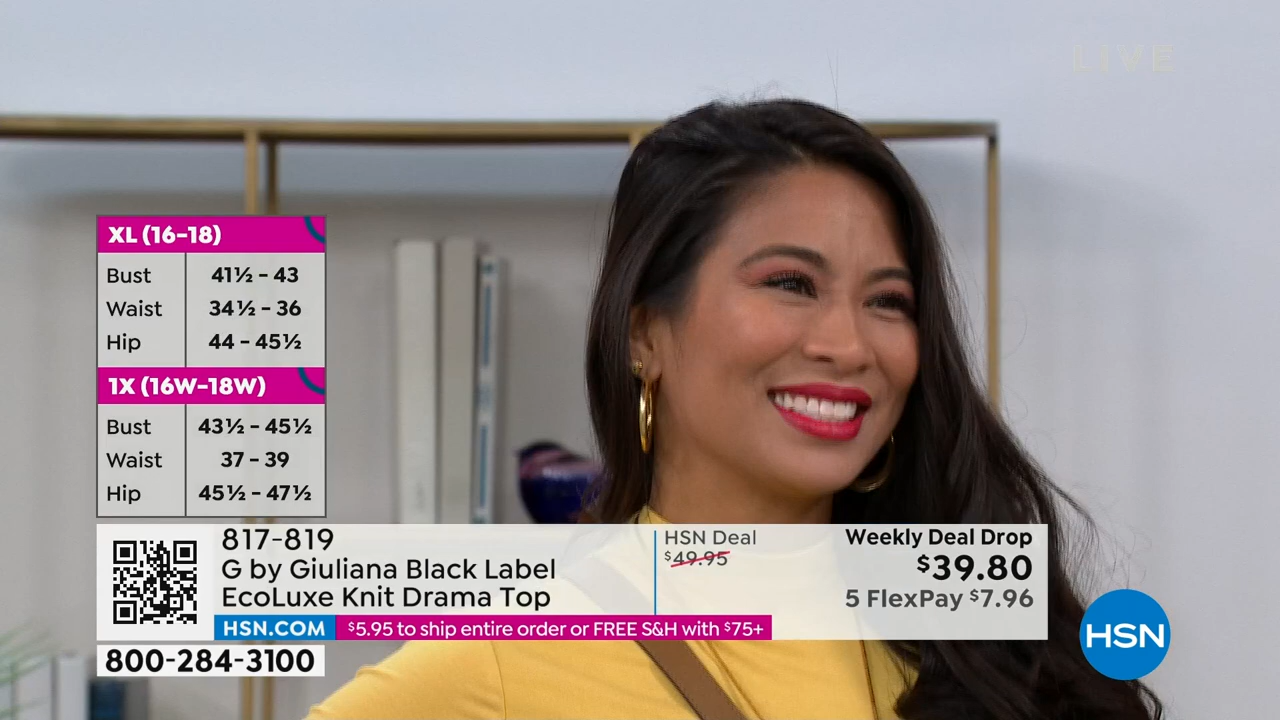 LIVE
XL (16-18)
Bust 41½ - 43
Waist 34½ - 36
Hip 44 - 45½
1X (16W-18W)
Bust 43½ - 45½
Waist 37 - 39
Hip 45½ - 47½
817-819
G by Giuliana Black Label
EcoLuxe Knit Drama Top
HSN Deal
$49.95
Weekly Deal Drop
$39.80
5 FlexPay $7.96
HSN.COM $5.95 to ship entire order or FREE S&H with $75+
800-284-3100
HSN